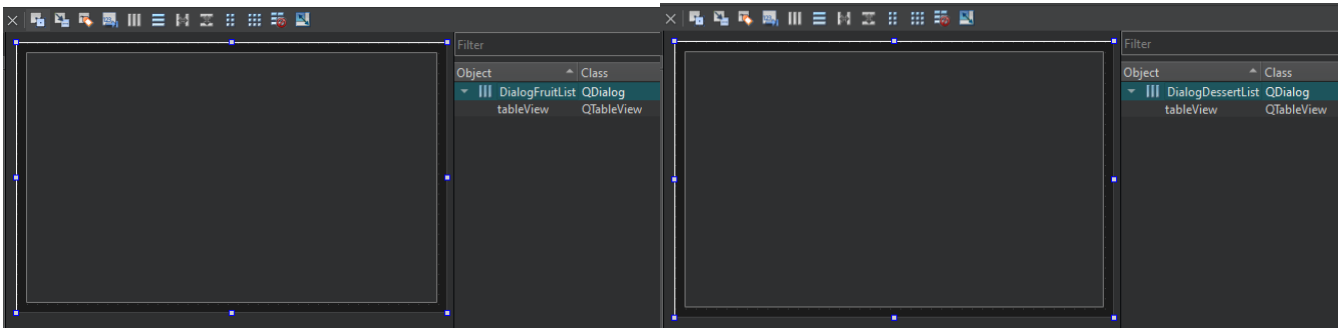 Filter
Object Class
DialogFruitList QDialog
tableView QTableView
Filter
Object Class
DialogDessertList QDialog
tableView QTableView